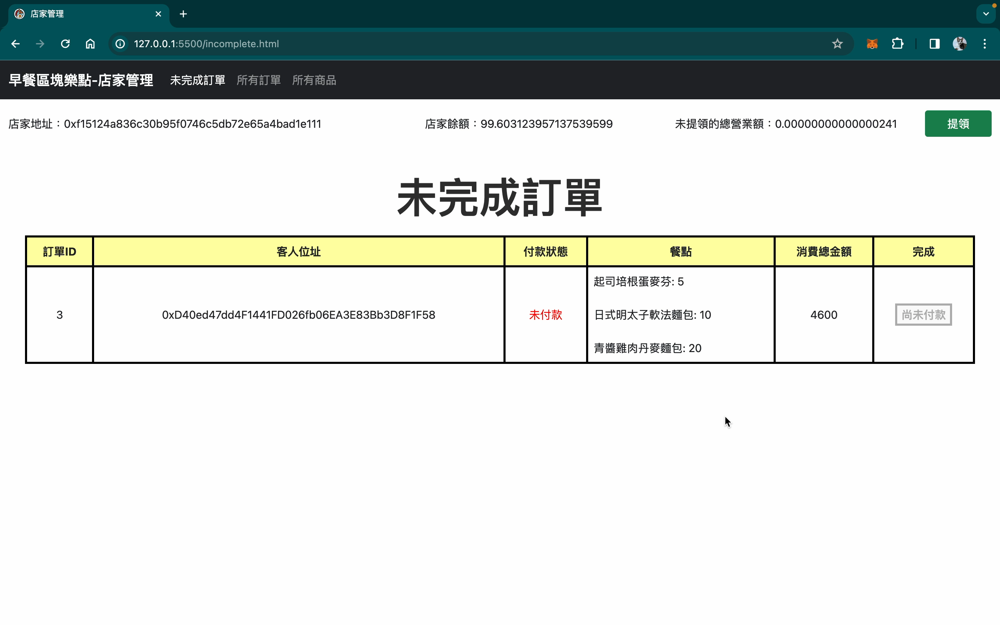 店家管理
127.0.0.1:5500/incomplete.html
早餐區塊樂點-店家管理 未完成訂單 所有訂單 所有商品
店家地址：0xf15124a836c30b95f0746c5db72e65a4bad1e111 店家餘額：99.603123957137539599 未提領的總營業額：0.00000000000000241 提領
未完成訂單
訂單ID 客人位址 付款狀態 餐點 消費總金額 完成
3 0xD40ed47dd4F1441FD026fb06EA3E83Bb3D8F1F58 未付款 起司培根蛋麥芬: 5
日式明太子軟法麵包: 10
青醬雞肉丹麥麵包: 20
4600 尚未付款